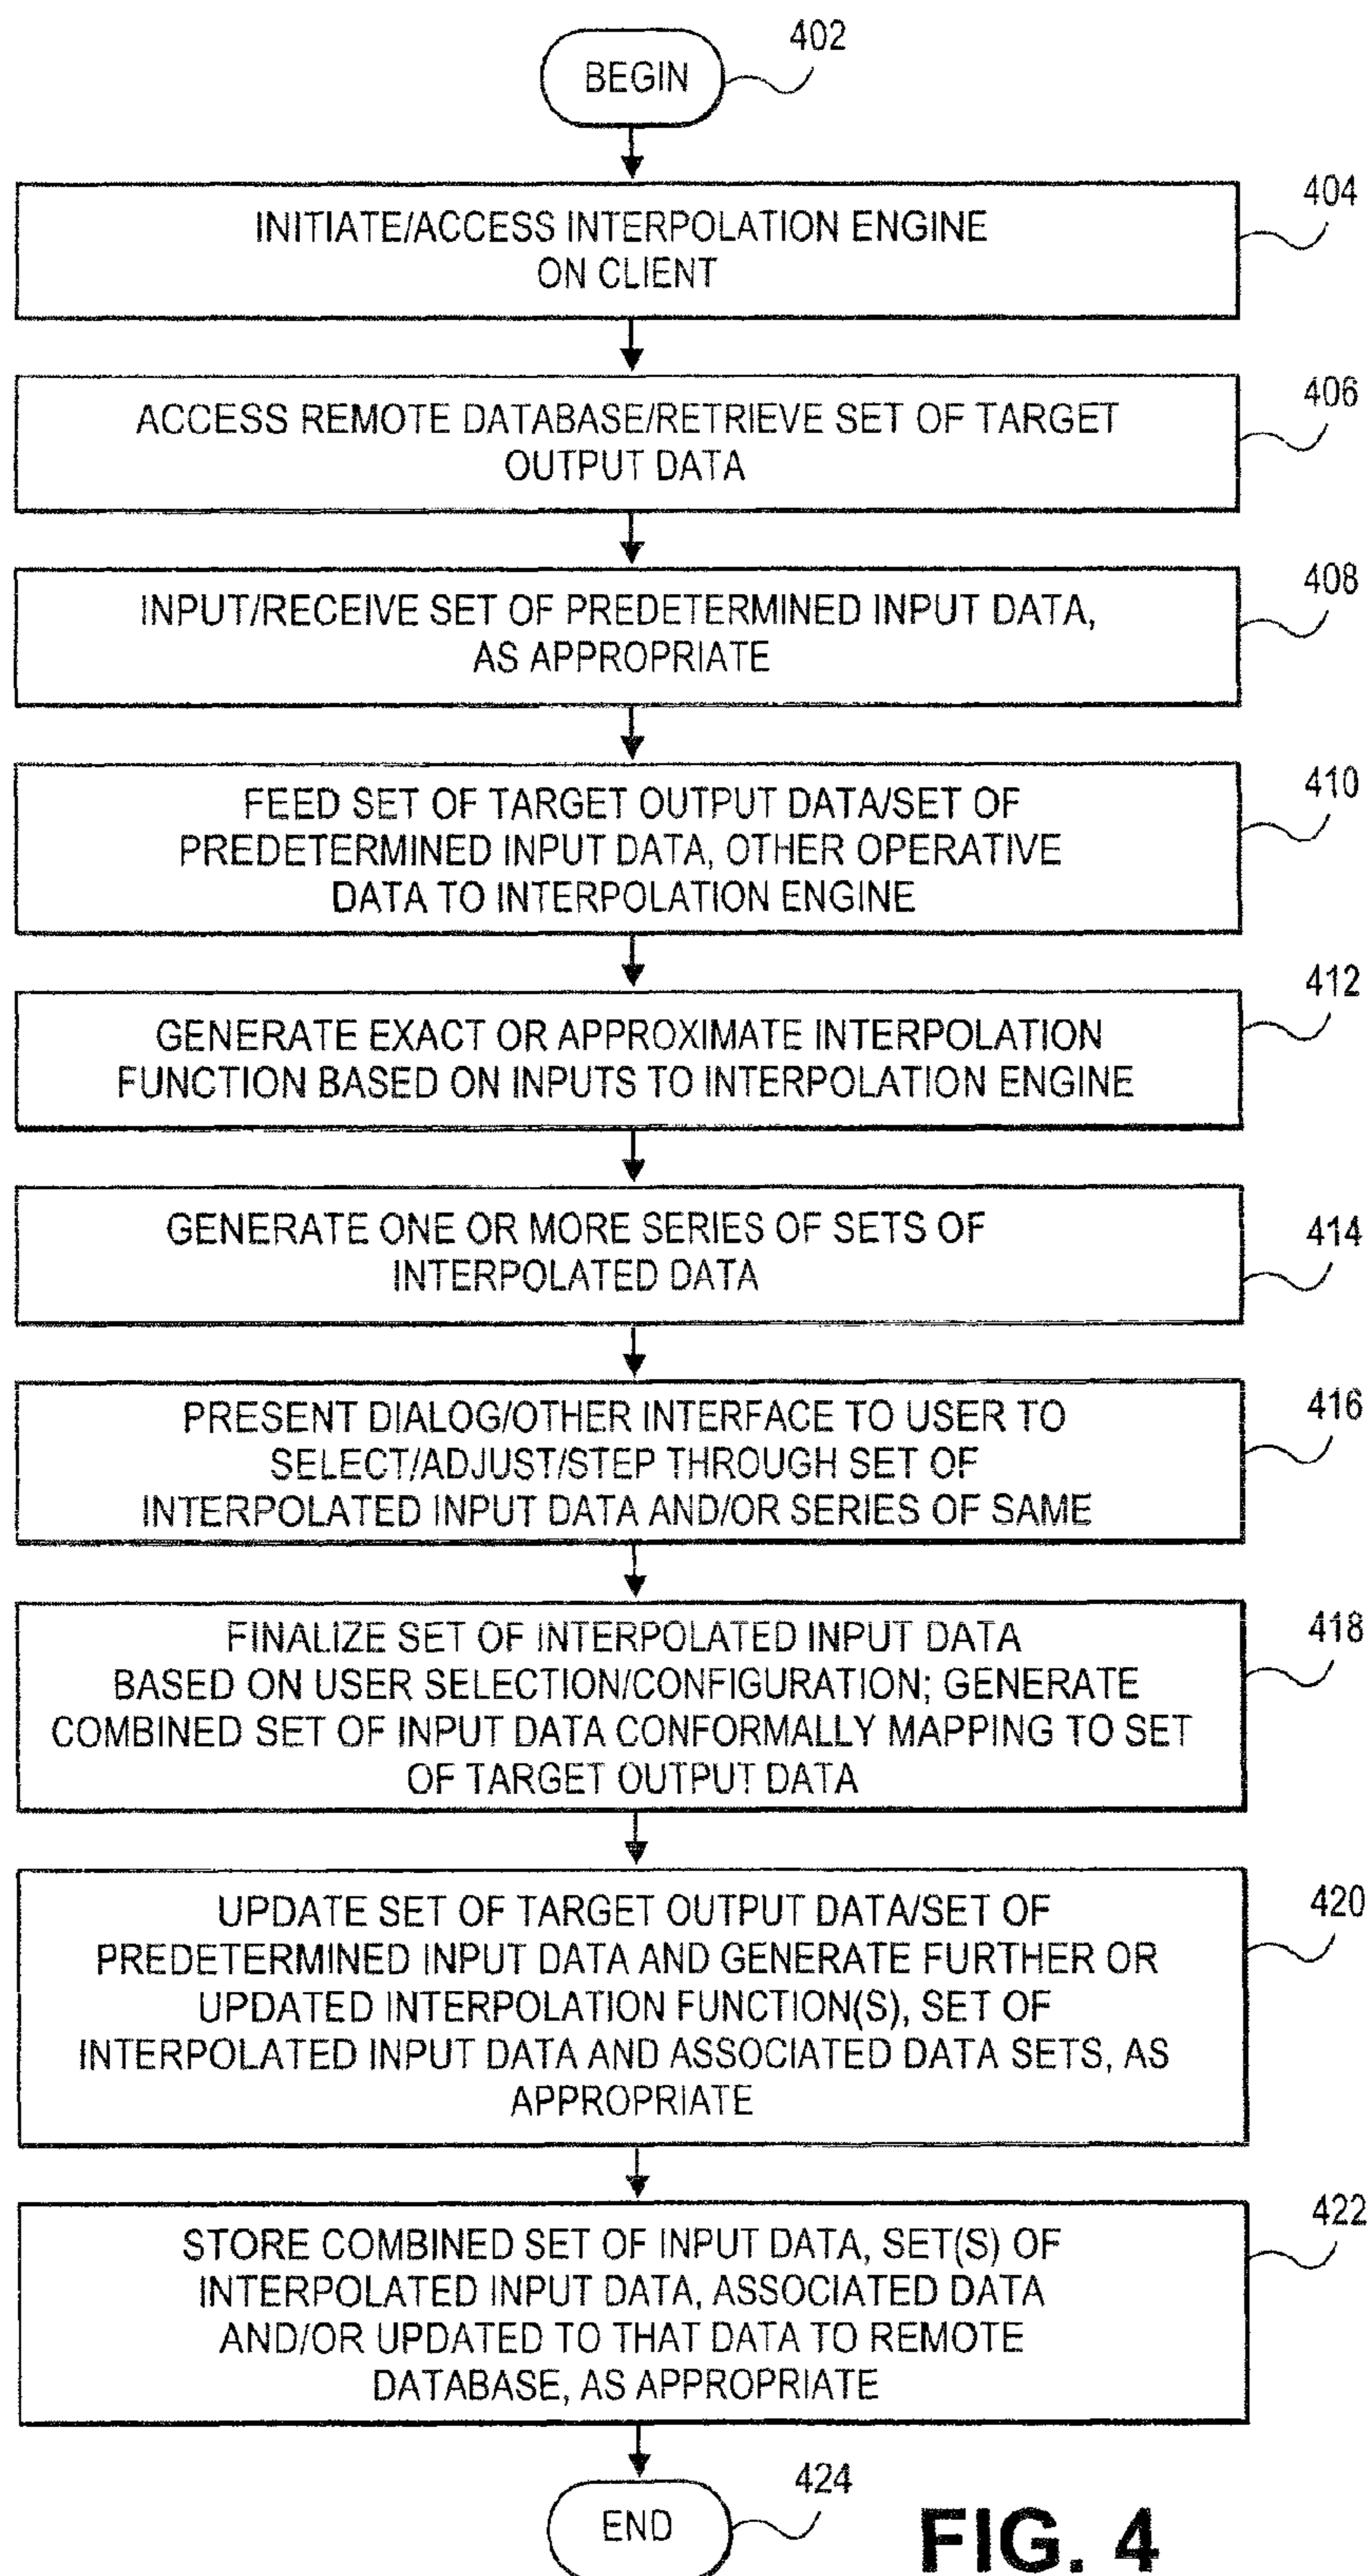 BEGIN
402
INITIATE/ACCESS INTERPOLATION ENGINE
ON CLIENT
404
ACCESS REMOTE DATABASE/RETRIEVE SET OF TARGET
OUTPUT DATA
406
INPUT/RECEIVE SET OF PREDETERMINED INPUT DATA,
AS APPROPRIATE
408
FEED SET OF TARGET OUTPUT DATA/SET OF
PREDETERMINED INPUT DATA, OTHER OPERATIVE
DATA TO INTERPOLATION ENGINE
410
GENERATE EXACT OR APPROXIMATE INTERPOLATION
FUNCTION BASED ON INPUTS TO INTERPOLATION ENGINE
412
GENERATE ONE OR MORE SERIES OF SETS OF
INTERPOLATED DATA
414
PRESENT DIALOG/OTHER INTERFACE TO USER TO
SELECT/ADJUST/STEP THROUGH SET OF
INTERPOLATED INPUT DATA AND/OR SERIES OF SAME
416
FINALIZE SET OF INTERPOLATED INPUT DATA
BASED ON USER SELECTION/CONFIGURATION; GENERATE
COMBINED SET OF INPUT DATA CONFORMALLY MAPPING TO SET
OF TARGET OUTPUT DATA
418
UPDATE SET OF TARGET OUTPUT DATA/SET OF
PREDETERMINED INPUT DATA AND GENERATE FURTHER OR
UPDATED INTERPOLATION FUNCTION(S), SET OF
INTERPOLATED INPUT DATA AND ASSOCIATED DATA SETS, AS
APPROPRIATE
420
STORE COMBINED SET OF INPUT DATA, SET(S) OF
INTERPOLATED INPUT DATA, ASSOCIATED DATA
AND/OR UPDATED TO THAT DATA TO REMOTE
DATABASE, AS APPROPRIATE
422
END
424
FIG. 4